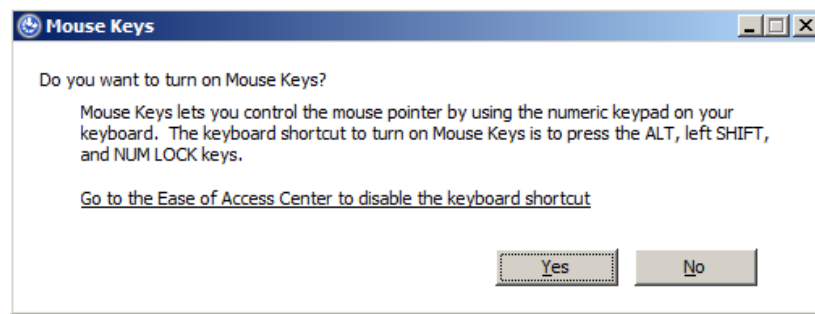 Mouse Keys
Do you want to turn on Mouse Keys?
Mouse Keys lets you control the mouse pointer by using the numeric keypad on your
keyboard.  The keyboard shortcut to turn on Mouse Keys is to press the ALT, left SHIFT,
and NUM LOCK keys.
Go to the Ease of Access Center to disable the keyboard shortcut
Yes No